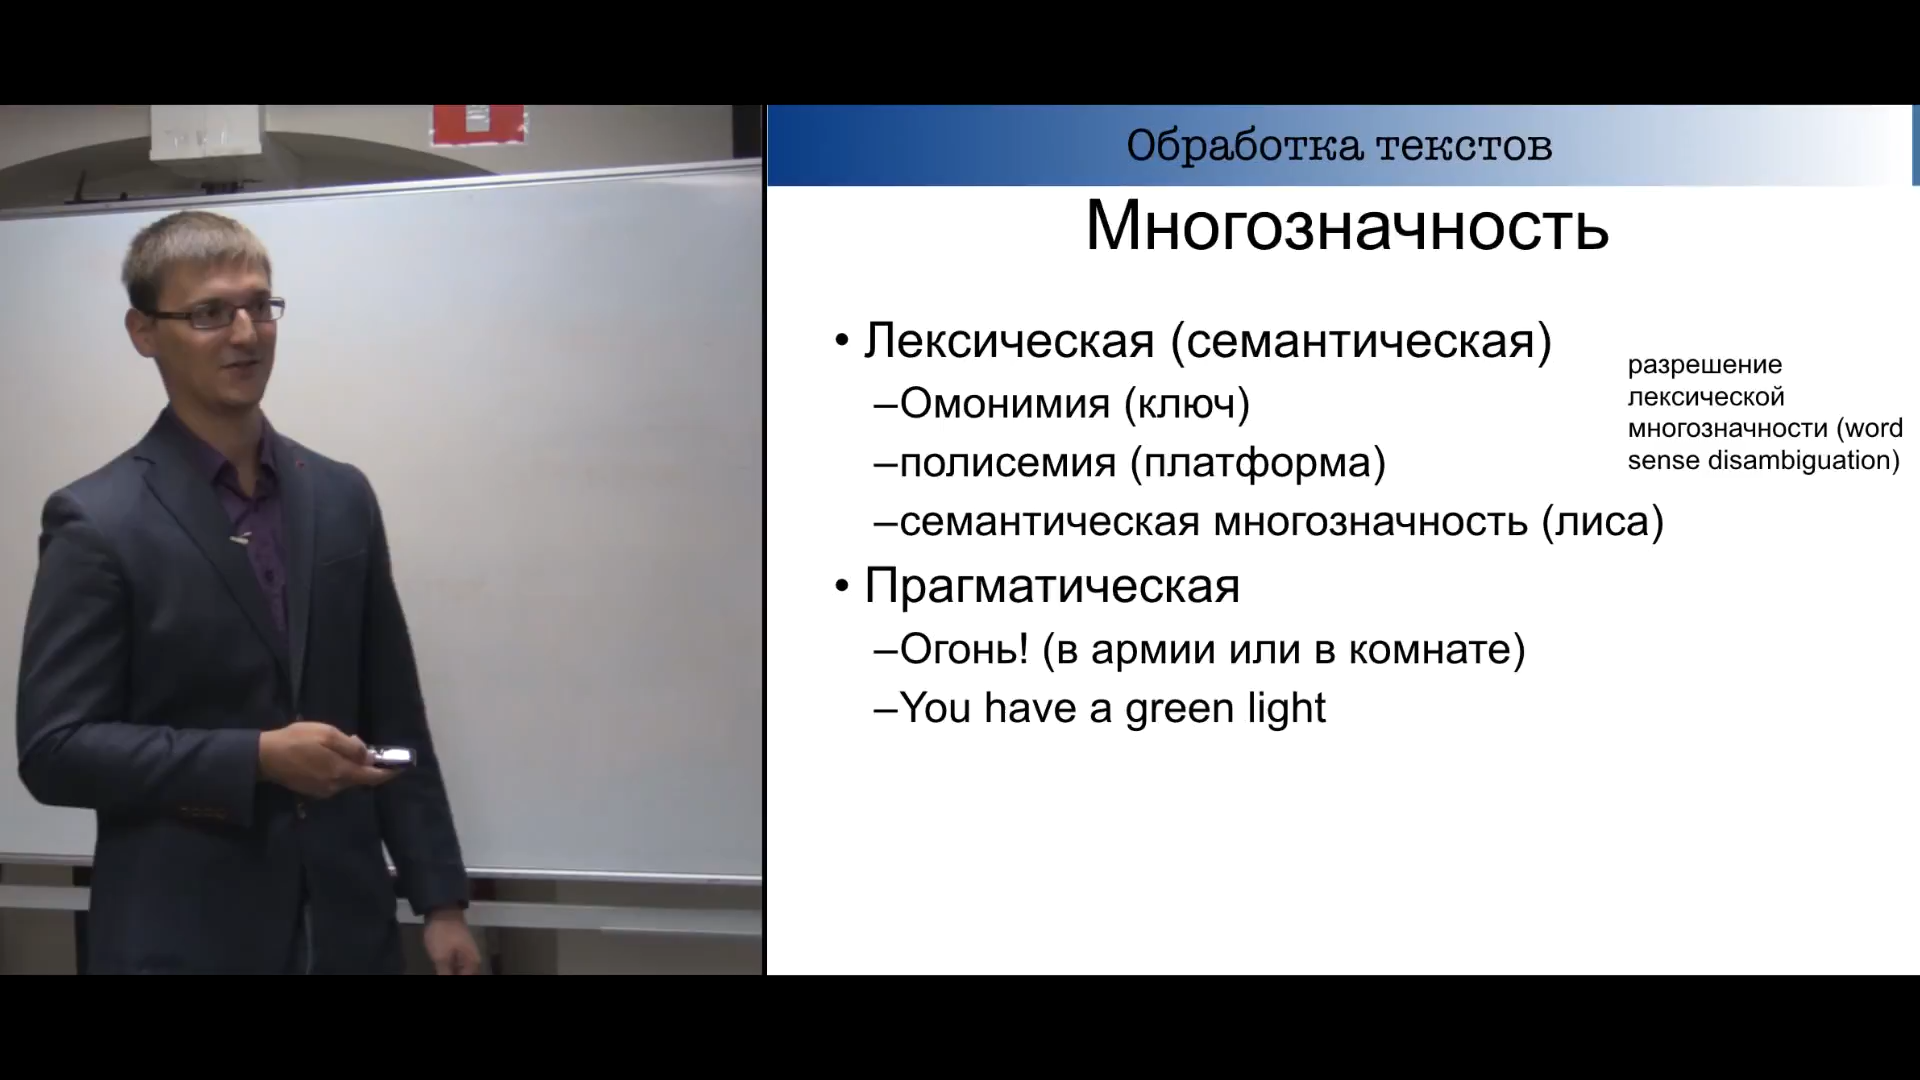 Обработка текстов
Многозначность
• Лексическая (семантическая)
–Омонимия (ключ)
–полисемия (платформа)
–семантическая многозначность (лиса)
разрешение
лексической
многозначности (word
sense disambiguation)
• Прагматическая
–Огонь! (в армии или в комнате)
–You have a green light